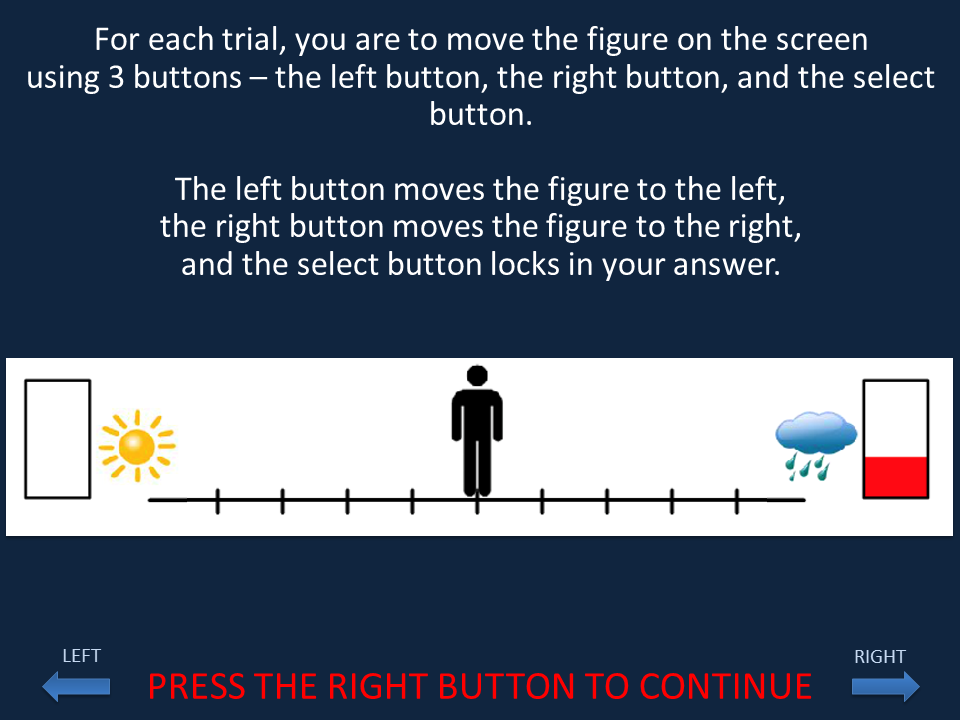 For each trial, you are to move the figure on the screen
using 3 buttons – the left button, the right button, and the select
button.
The left button moves the figure to the left,
the right button moves the figure to the right,
and the select button locks in your answer.
LEFT
RIGHT
PRESS THE RIGHT BUTTON TO CONTINUE